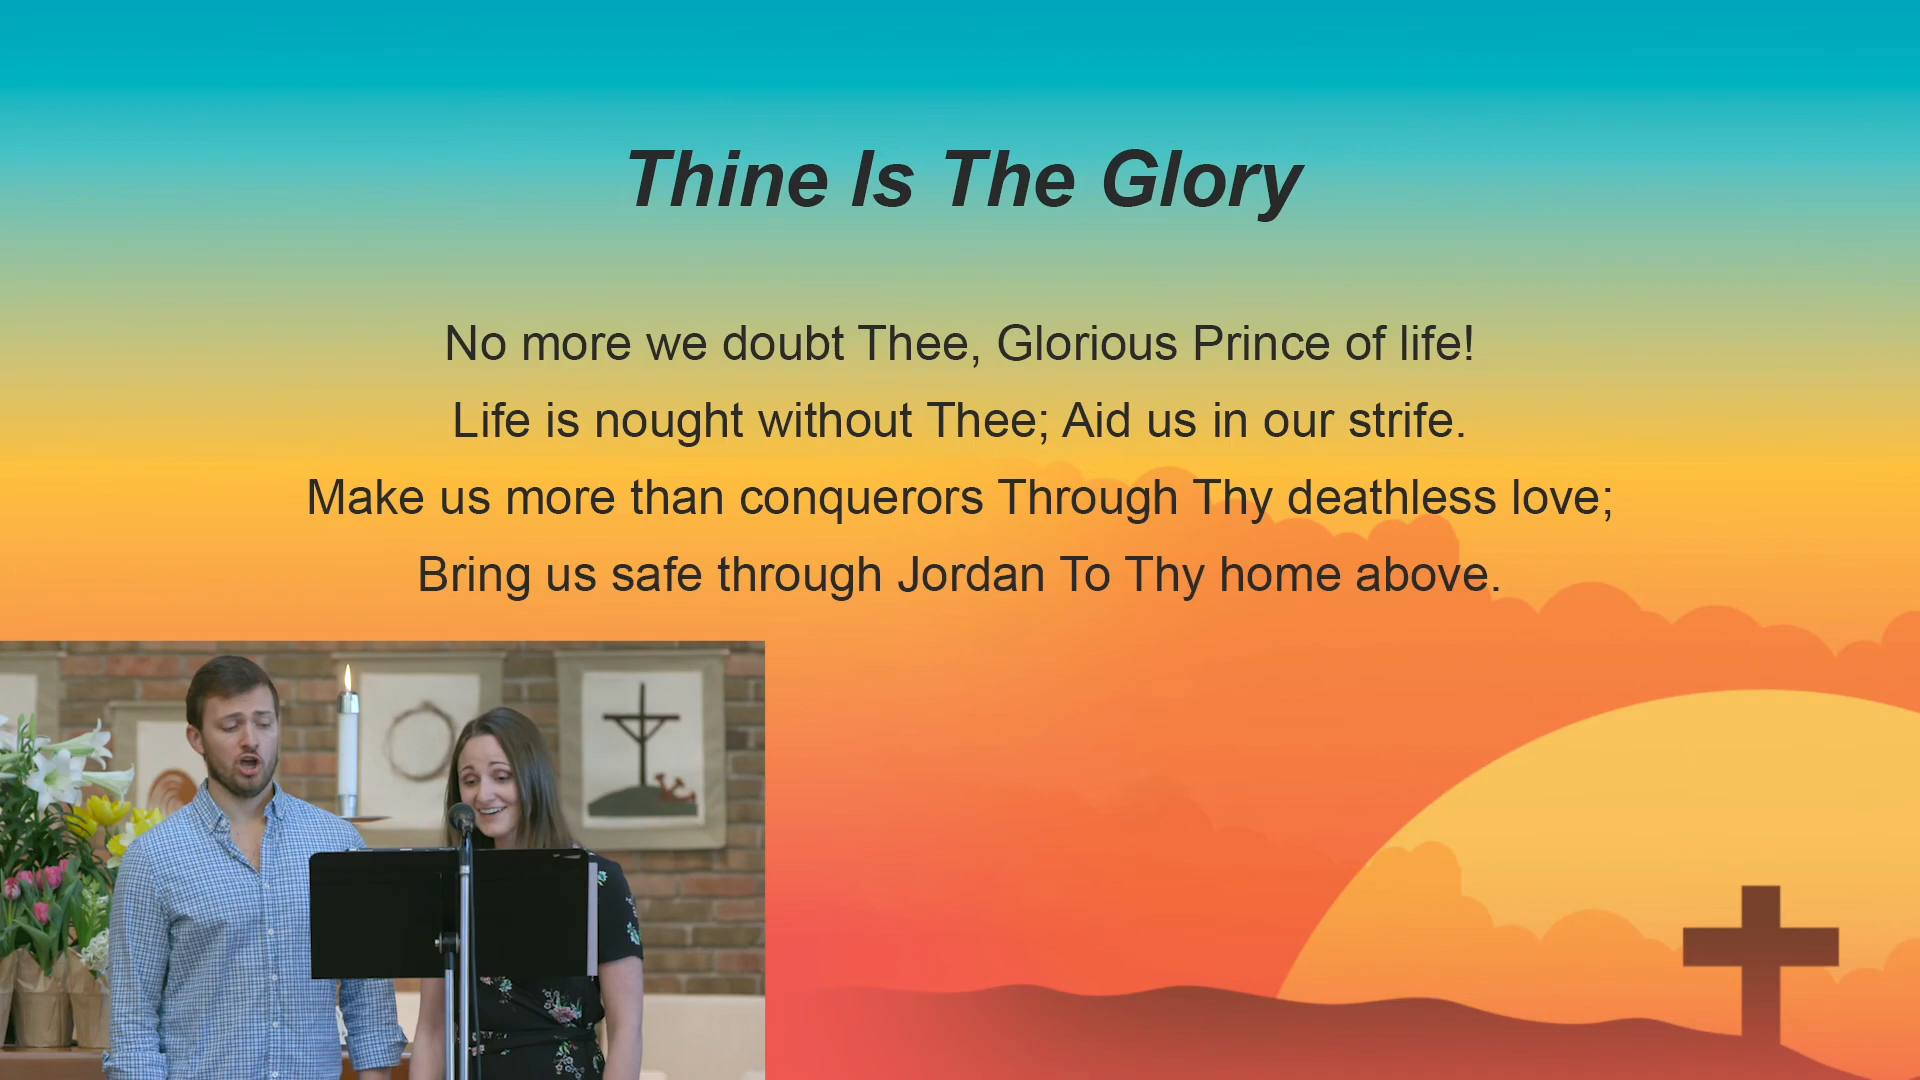 Thine Is The Glory
No more we doubt Thee, Glorious Prince of life!
Life is nought without Thee; Aid us in our strife.
Make us more than conquerors Through Thy deathless love;
Bring us safe through Jordan To Thy home above.